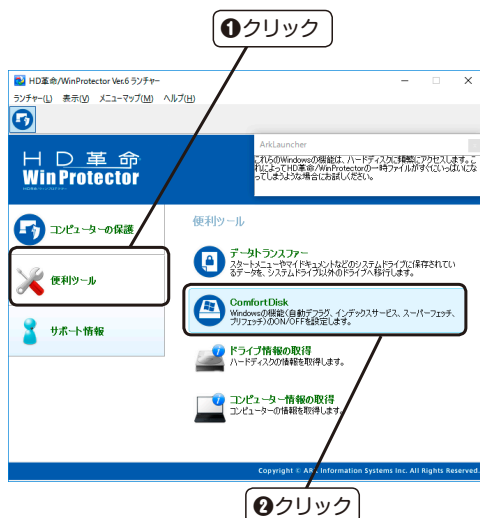 ❶クリック
HD革命/WinProtector Ver.6 ランチャー
ランチャー(L) 表示(V) メニューマップ(M) ヘルプ(H)
ArkLauncher
これらのWindowsの機能は、ハードディスクに頻繁にアクセスします。こ
れによってHD革命/WinProtectorの一時ファイルがすぐにいっぱいにな
ってしまうような場合にお試しください。
HD革命
WinProtector
コンピューターの保護
便利ツール
サポート情報
便利ツール
データトランスファー
スタートメニューやマイドキュメントなどのシステムドライブに保存されてい
るデータを、システムドライブ以外のドライブへ移行します。
ComfortDisk
Windowsの機能(自動デフラグ、インデックスサービス、スーパーフェッチ、
プリフェッチ)のON/OFFを設定します。
ドライブ情報の取得
ハードディスクの情報を取得します。
コンピューター情報の取得
コンピューターの情報を取得します。
Copyright © ARK Information Systems Inc. All Rights Reserved.
❷クリック